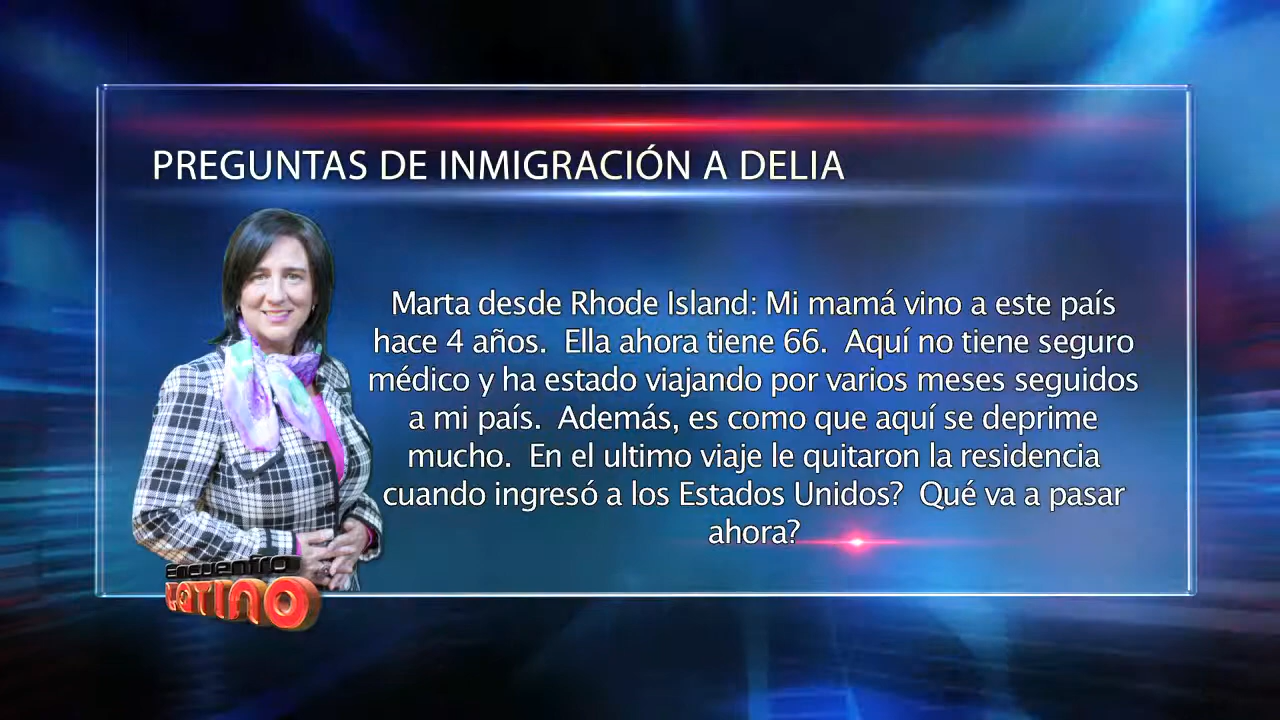 PREGUNTAS DE INMIGRACIÓN A DELIA
Marta desde Rhode Island: Mi mamá vino a este país
hace 4 años.  Ella ahora tiene 66.  Aquí no tiene seguro
médico y ha estado viajando por varios meses seguidos
a mi país.  Además, es como que aquí se deprime
mucho.  En el ultimo viaje le quitaron la residencia
cuando ingresó a los Estados Unidos?  Qué va a pasar
ahora?
encuentro
LATINO